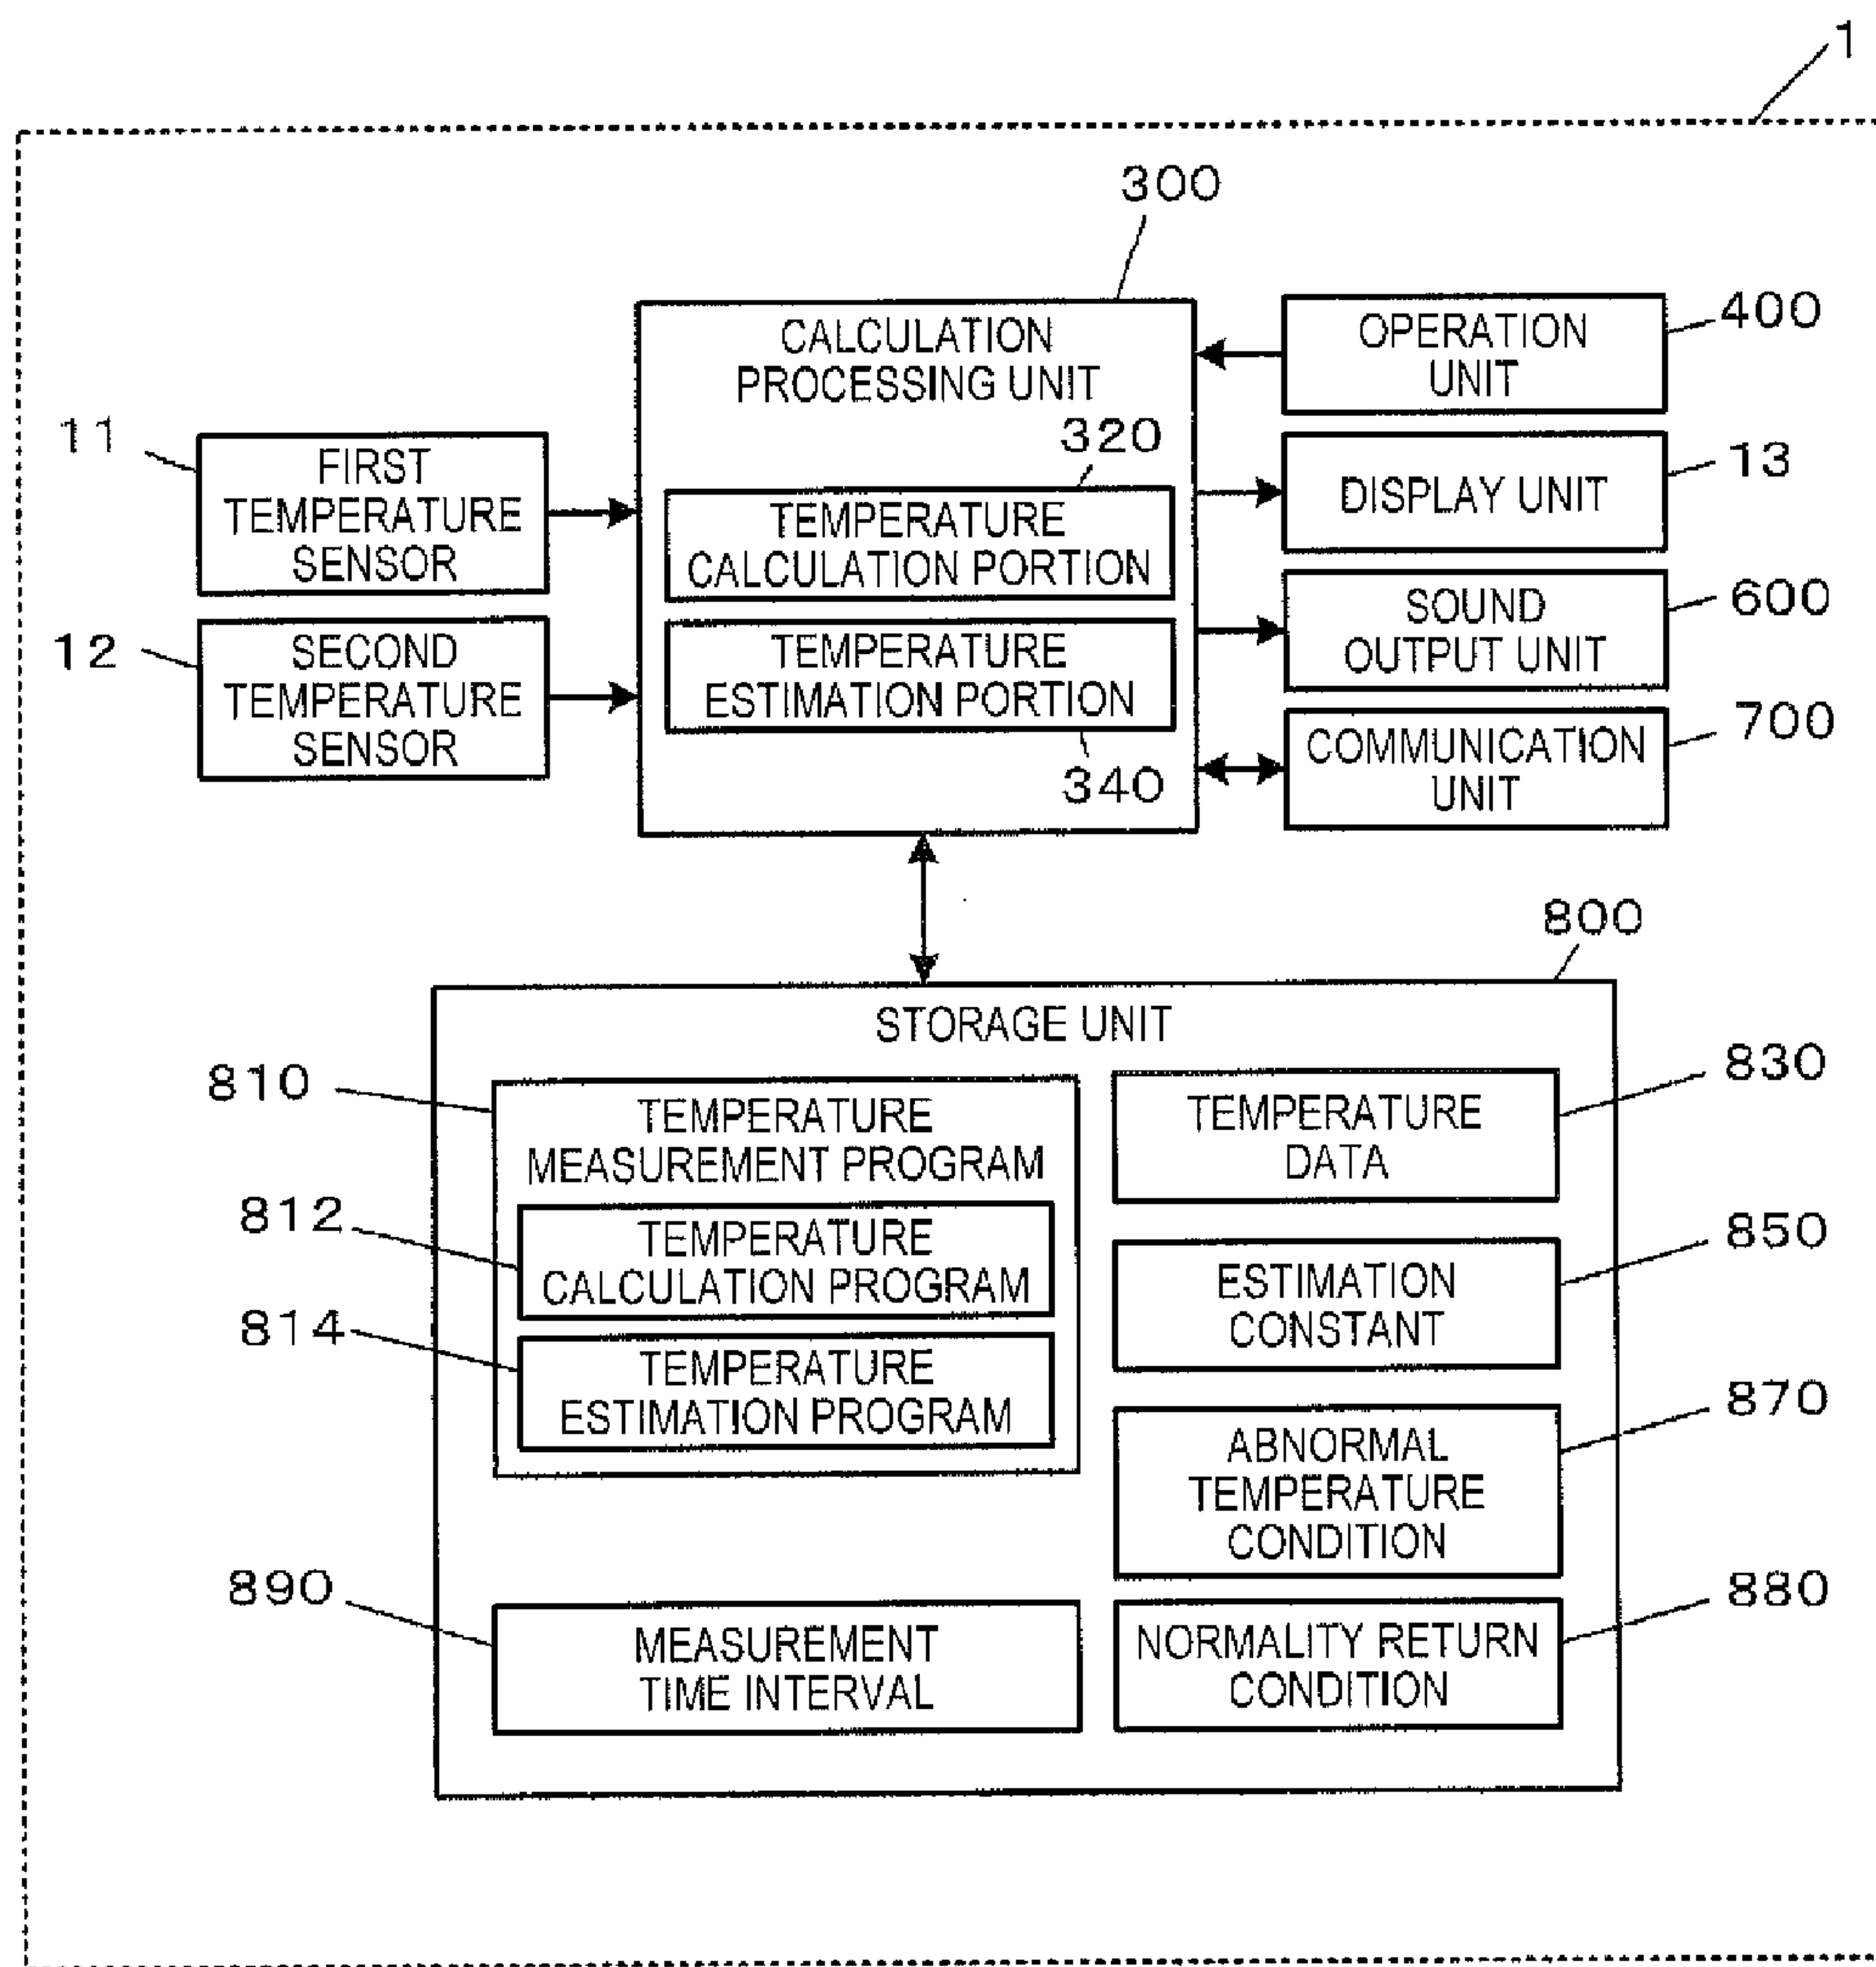 1
300
CALCULATION
PROCESSING UNIT
320
TEMPERATURE
CALCULATION PORTION
TEMPERATURE
ESTIMATION PORTION
340
11
FIRST
TEMPERATURE
SENSOR
12
SECOND
TEMPERATURE
SENSOR
OPERATION
UNIT
400
DISPLAY UNIT
13
SOUND
OUTPUT UNIT
600
COMMUNICATION
UNIT
700
800
STORAGE UNIT
810
TEMPERATURE
MEASUREMENT PROGRAM
812
TEMPERATURE
CALCULATION PROGRAM
814
TEMPERATURE
ESTIMATION PROGRAM
890
MEASUREMENT
TIME INTERVAL
TEMPERATURE
DATA
830
ESTIMATION
CONSTANT
850
ABNORMAL
TEMPERATURE
CONDITION
870
NORMALITY RETURN
CONDITION
880